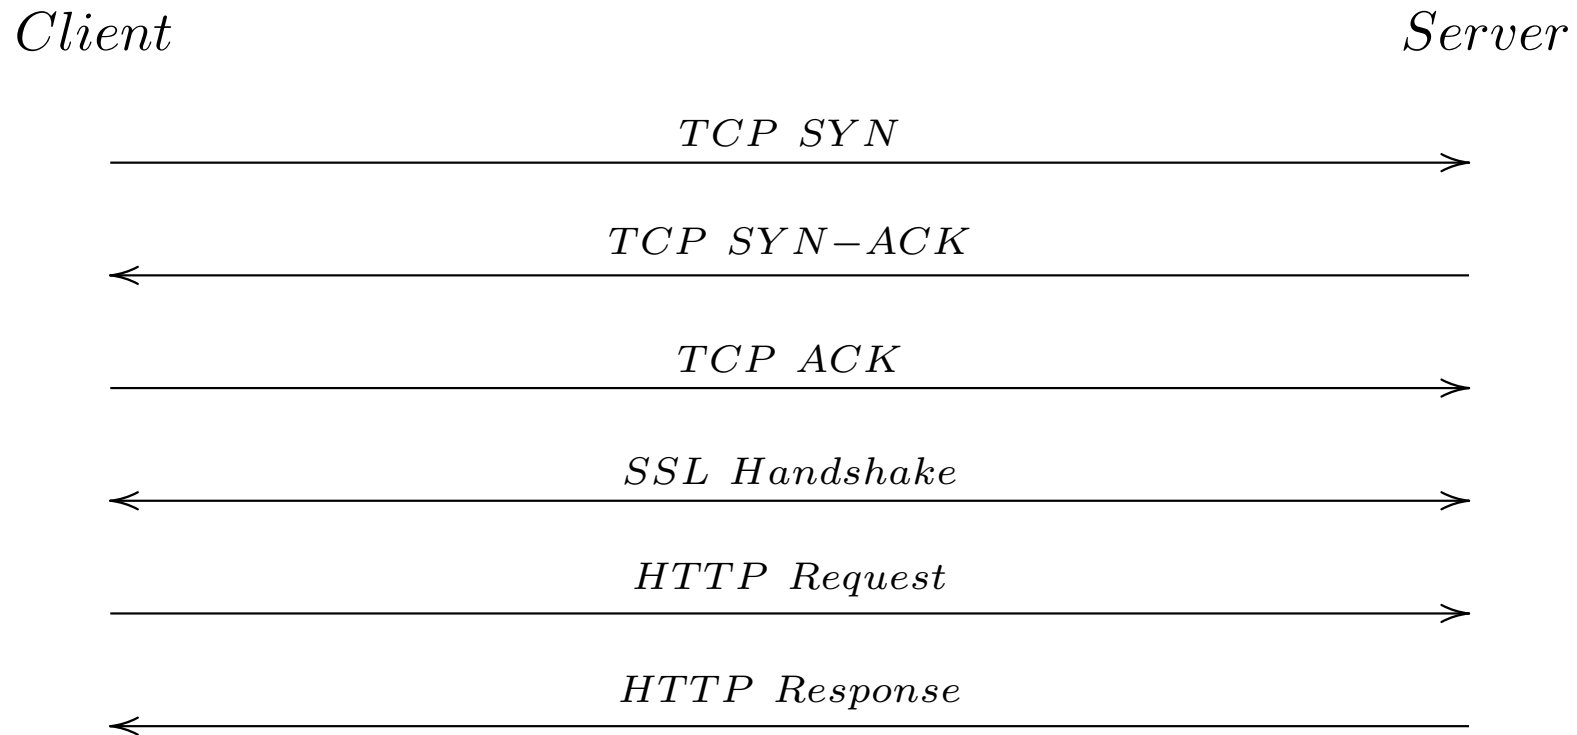 Client Server
TCP SYN
TCP SYN–ACK
TCP ACK
SSL Handshake
HTTP Request
HTTP Response